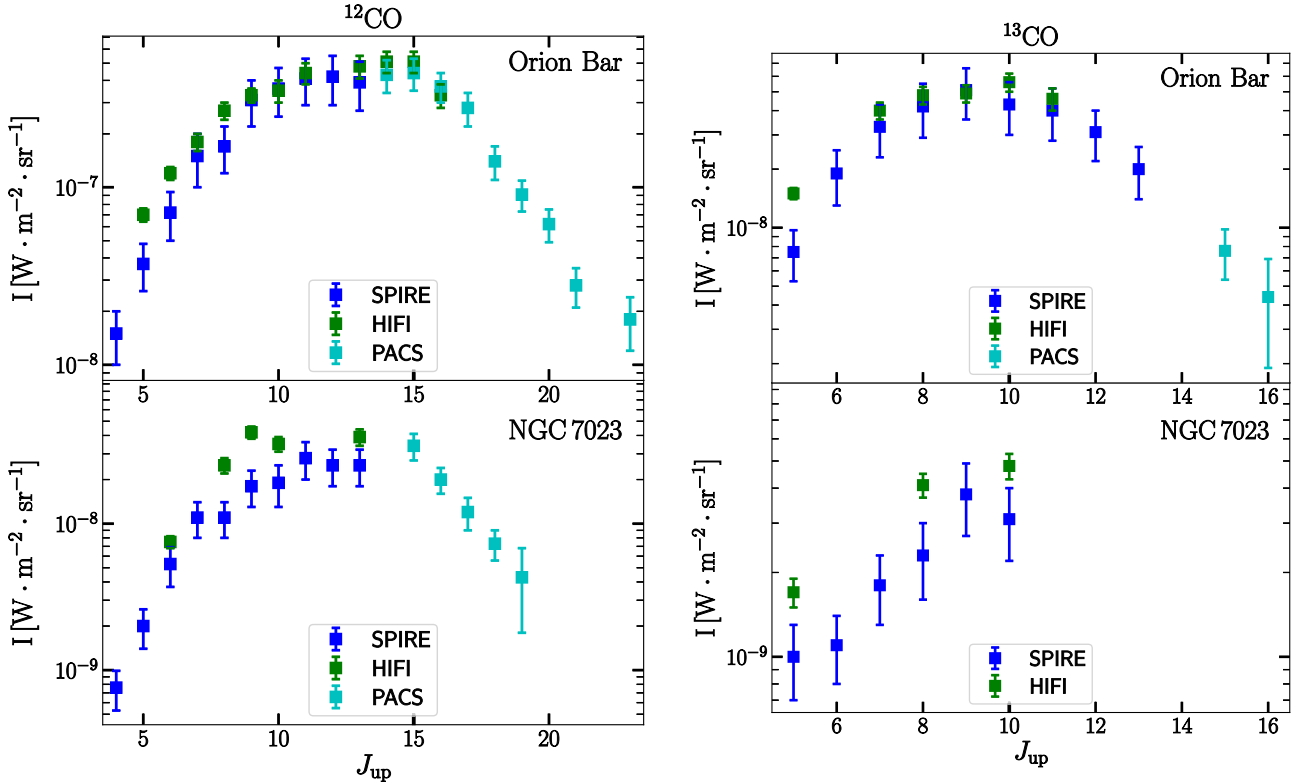 ¹²CO
Orion Bar
I [W · m⁻² · sr⁻¹]
10⁻⁷
10⁻⁸
SPIRE
HIFI
PACS
5 10 15 20
NGC 7023
I [W · m⁻² · sr⁻¹]
10⁻⁸
10⁻⁹
SPIRE
HIFI
PACS
5 10 15 20
J_up
¹³CO
Orion Bar
I [W · m⁻² · sr⁻¹]
10⁻⁸
SPIRE
HIFI
PACS
6 8 10 12 14 16
NGC 7023
I [W · m⁻² · sr⁻¹]
10⁻⁹
SPIRE
HIFI
6 8 10 12 14 16
J_up